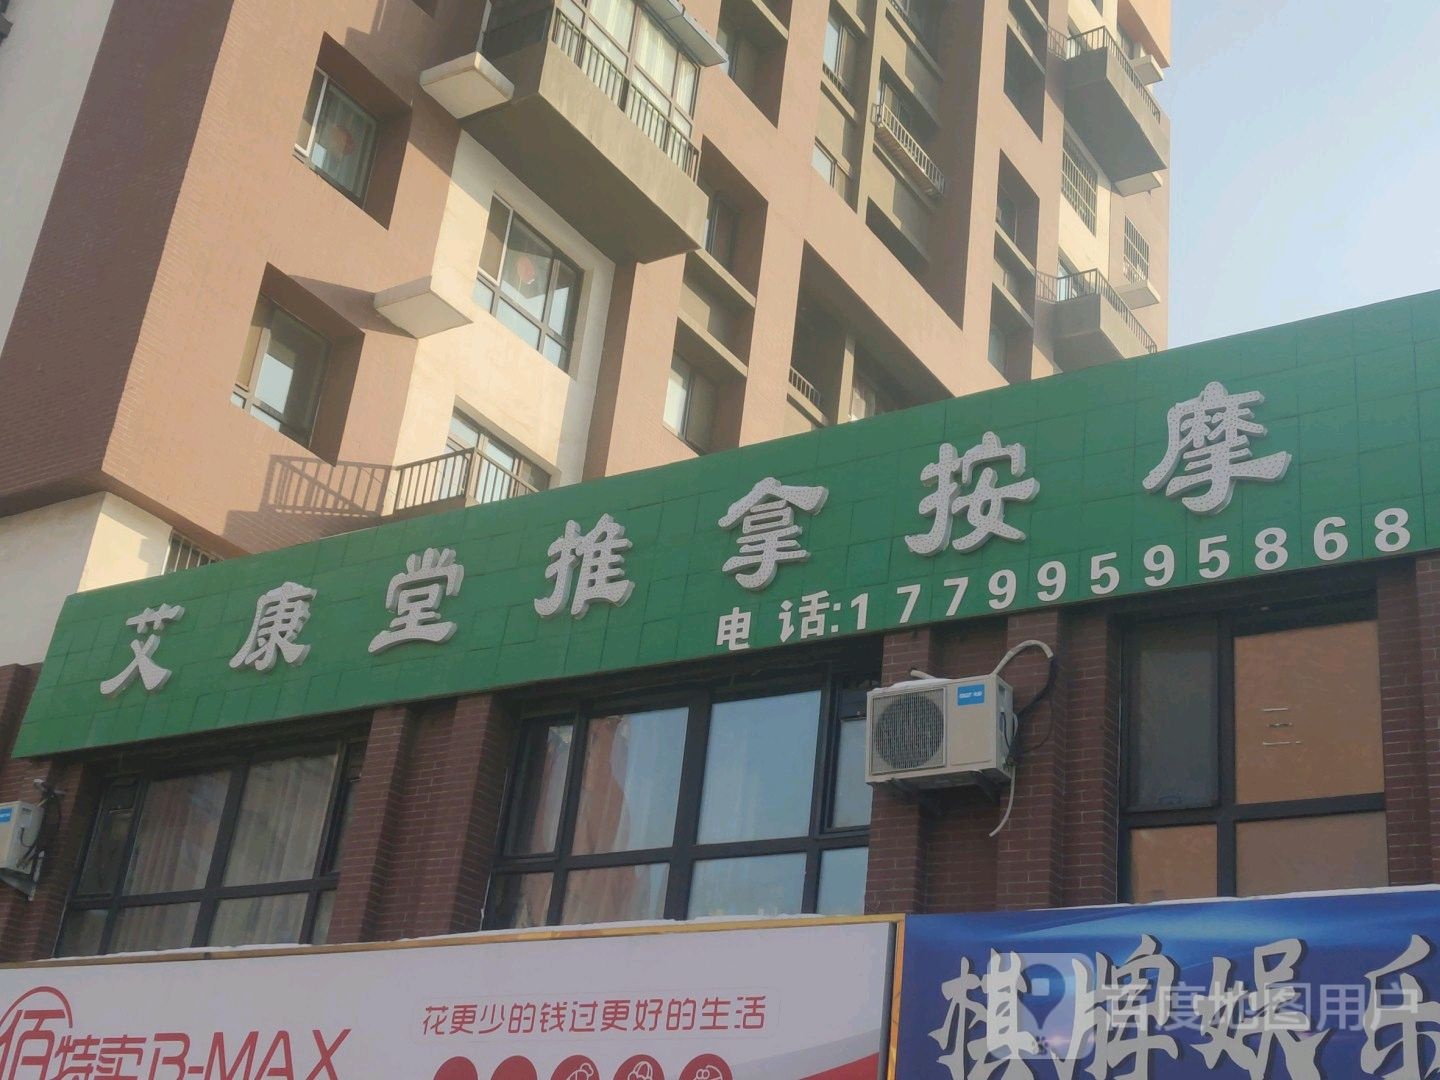 艾康堂推拿按摩
电话:17799595868
佰特卖B-MAX
花更少的钱过更好的生活
棋牌娱乐
百度地图用户